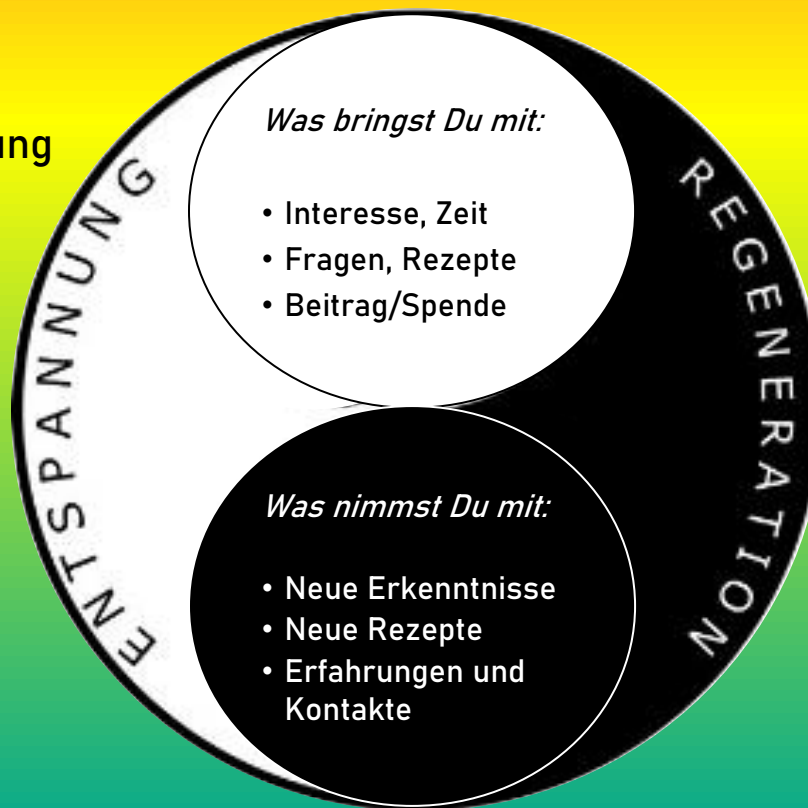 ung
ENTSPANNUNG
REGENERATION
Was bringst Du mit:
• Interesse, Zeit
• Fragen, Rezepte
• Beitrag/Spende
Was nimmst Du mit:
• Neue Erkenntnisse
• Neue Rezepte
• Erfahrungen und
Kontakte